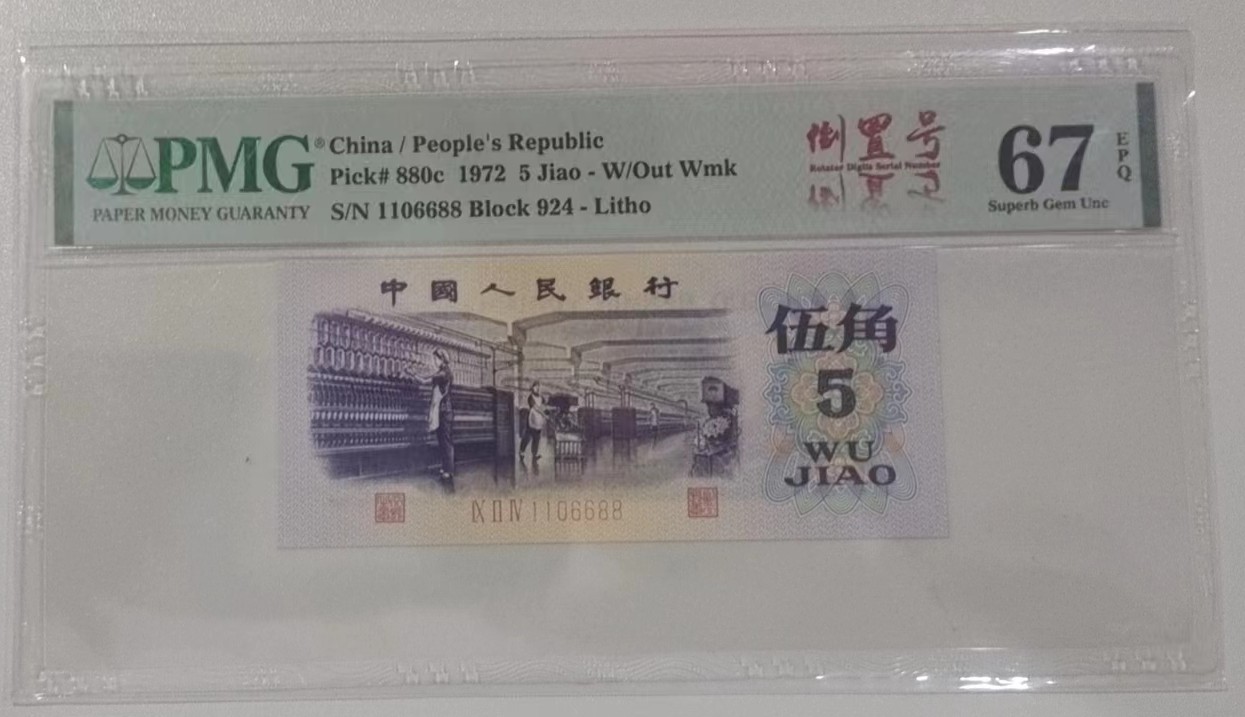 PMG®
PAPER MONEY GUARANTY
China / People's Republic
Pick# 880c 1972 5 Jiao - W/Out Wmk
S/N 1106688 Block 924 - Litho
倒置号
Rotator Digits Serial Number
67
EPQ
Superb Gem Unc
中國人民銀行
伍角
5
WU
JIAO
IX II IV 1106688